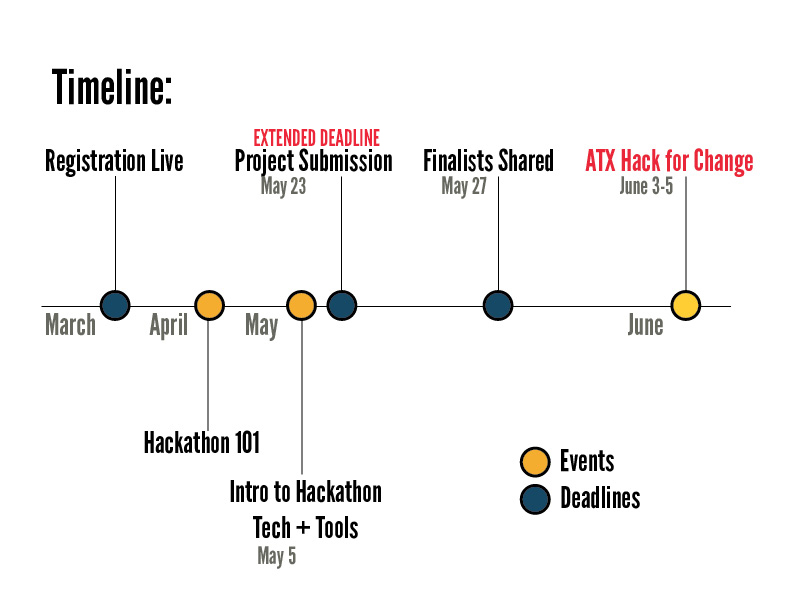 Timeline:
EXTENDED DEADLINE
Registration Live
Project Submission
May 23
Finalists Shared
May 27
ATX Hack for Change
June 3-5
March
April
May
June
Hackathon 101
Intro to Hackathon
Tech + Tools
May 5
Events
Deadlines